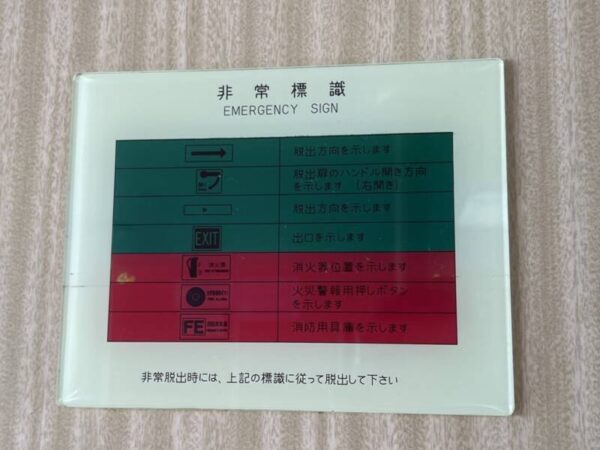 非常標識
EMERGENCY SIGN
脱出方向を示します
脱出扉のハンドル開き方向
を示します （右開き）
脱出方向を示します
EXIT
出口を示します
消火器
消火器位置を示します
火災警報用押しボタン
を示します
FE
消防用具庫を示します
非常脱出時には、上記の標識に従って脱出して下さい